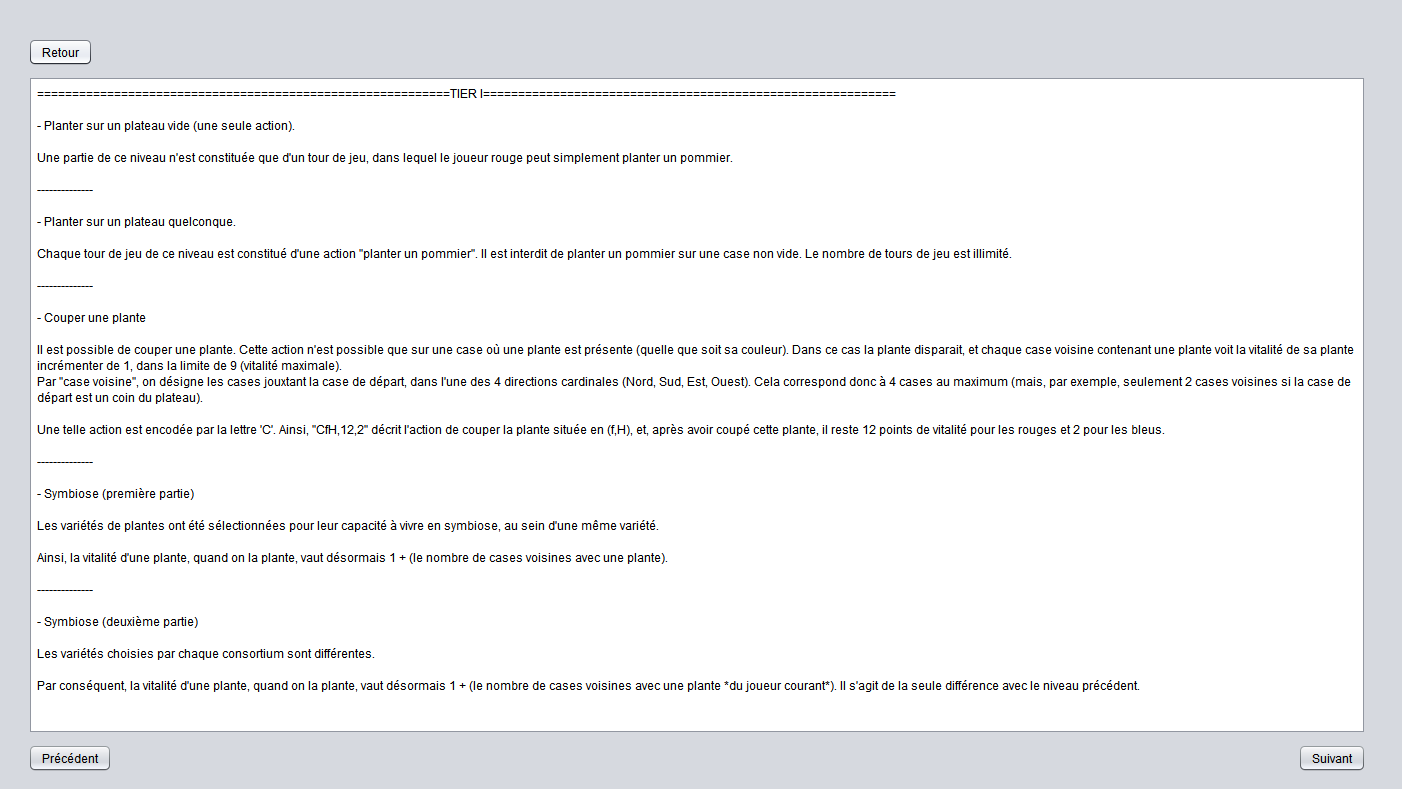 Retour
===========================================================TIER I===========================================================
- Planter sur un plateau vide (une seule action).
Une partie de ce niveau n'est constituée que d'un tour de jeu, dans lequel le joueur rouge peut simplement planter un pommier.
--------------
- Planter sur un plateau quelconque.
Chaque tour de jeu de ce niveau est constitué d'une action "planter un pommier". Il est interdit de planter un pommier sur une case non vide. Le nombre de tours de jeu est illimité.
--------------
- Couper une plante
Il est possible de couper une plante. Cette action n'est possible que sur une case où une plante est présente (quelle que soit sa couleur). Dans ce cas la plante disparait, et chaque case voisine contenant une plante voit la vitalité de sa plante
incrémenter de 1, dans la limite de 9 (vitalité maximale).
Par "case voisine", on désigne les cases jouxtant la case de départ, dans l'une des 4 directions cardinales (Nord, Sud, Est, Ouest). Cela correspond donc à 4 cases au maximum (mais, par exemple, seulement 2 cases voisines si la case de
départ est un coin du plateau).
Une telle action est encodée par la lettre 'C'. Ainsi, "CfH,12,2" décrit l'action de couper la plante située en (f,H), et, après avoir coupé cette plante, il reste 12 points de vitalité pour les rouges et 2 pour les bleus.
--------------
- Symbiose (première partie)
Les variétés de plantes ont été sélectionnées pour leur capacité à vivre en symbiose, au sein d'une même variété.
Ainsi, la vitalité d'une plante, quand on la plante, vaut désormais 1 + (le nombre de cases voisines avec une plante).
--------------
- Symbiose (deuxième partie)
Les variétés choisies par chaque consortium sont différentes.
Par conséquent, la vitalité d'une plante, quand on la plante, vaut désormais 1 + (le nombre de cases voisines avec une plante *du joueur courant*). Il s'agit de la seule différence avec le niveau précédent.
Précédent
Suivant